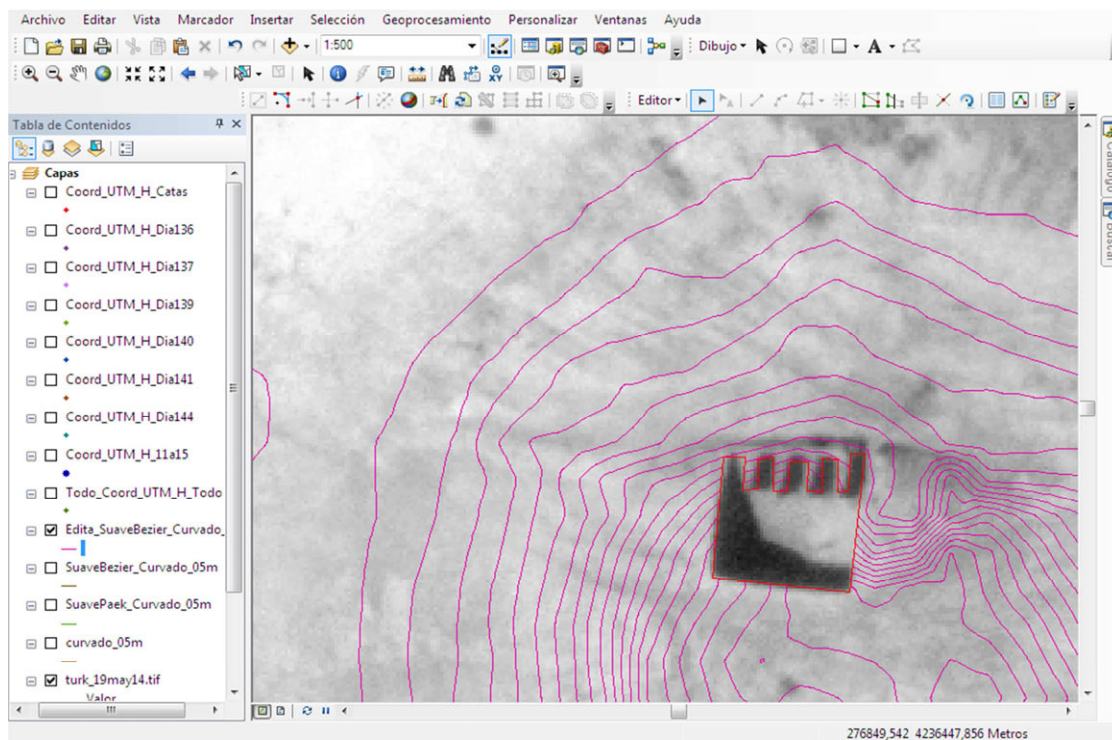 Archivo Editar Vista Marcador Insertar Selección Geoprocesamiento Personalizar Ventanas Ayuda
1:500
Dibujo
A
XY
Editor
Tabla de Contenidos
Capas
Coord_UTM_H_Catas
Coord_UTM_H_Dia136
Coord_UTM_H_Dia137
Coord_UTM_H_Dia139
Coord_UTM_H_Dia140
Coord_UTM_H_Dia141
Coord_UTM_H_Dia144
Coord_UTM_H_11a15
Todo_Coord_UTM_H_Todo
Edita_SuaveBezier_Curvado_
SuaveBezier_Curvado_05m
SuavePaek_Curvado_05m
curvado_05m
turk_19may14.tif
Valor
Catálogo
Buscar
276849,542 4236447,856 Metros